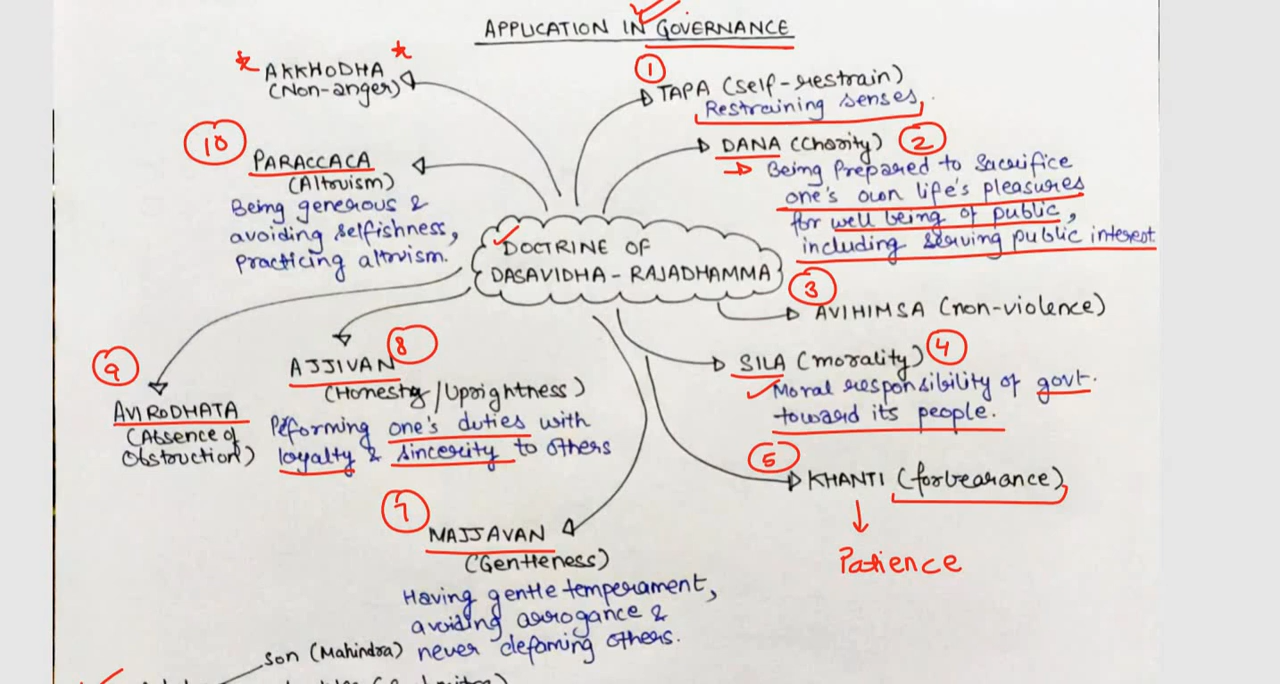 APPLICATION IN GOVERNANCE
* AKKHODHA *
(Non-anger)
1
TAPA (Self-restrain)
Restraining senses.
10
PARACCACA
(Altruism)
Being generous &
avoiding selfishness,
Practicing altruism.
DANA (Charity) 2
Being prepared to sacrifice
one's own life's pleasures
for well being of public,
including serving public interest.
DOCTRINE OF
DASAVIDHA - RAJADHAMMA
3
AVIHIMSA (non-violence)
SILA (morality) 4
Moral responsibility of govt.
toward its people.
5
KHANTI (forbearance)
Patience
8
AJJIVAN
(Honesty/Uprightness)
Peforming one's duties with
loyalty & sincerity to others
9
AVIRODHATA
(Absence of
Obstruction)
7
MAJJAVAN
(Gentleness)
Having gentle temperament,
avoiding arrogance &
never defaming others.
Son (Mahindra)